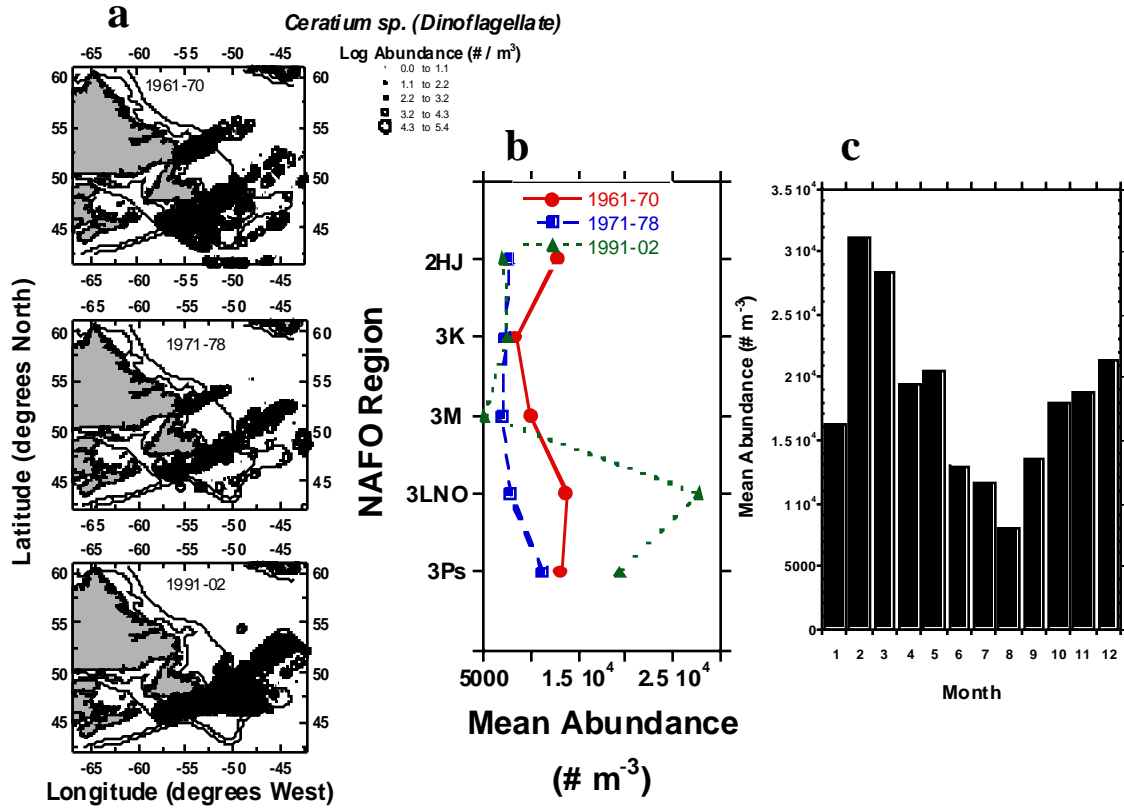 a
Ceratium sp. (Dinoflagellate)
Log Abundance (# / m³)
0.0 to 1.1
1.1 to 2.2
2.2 to 3.2
3.2 to 4.3
4.3 to 5.4
-65 -60 -55 -50 -45
60 60
55 55
50 50
45 45
1961-70
-65 -60 -55 -50 -45
60 60
55 55
50 50
45 45
1971-78
-65 -60 -55 -50 -45
60 60
55 55
50 50
45 45
1991-02
-65 -60 -55 -50 -45
Latitude (degrees North)
Longitude (degrees West)
b
1961-70
1971-78
1991-02
2HJ
3K
3M
3LNO
3Ps
NAFO Region
5000 1.5 10⁴ 2.5 10⁴
Mean Abundance
(# m⁻³)
c
3.5 10⁴
3 10⁴
2.5 10⁴
2 10⁴
1.5 10⁴
1 10⁴
5000
0
Mean Abundance (# m⁻³)
1 2 3 4 5 6 7 8 9 10 11 12
Month